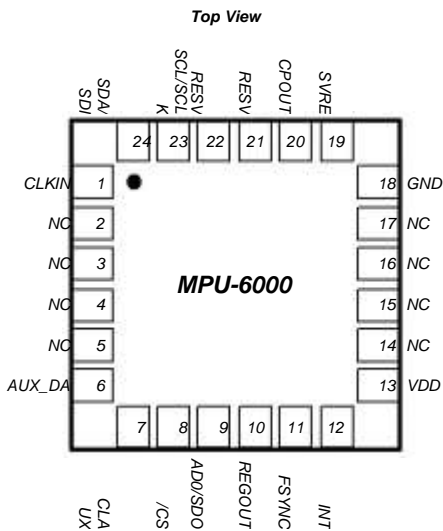 Top View
SDA/
SDI
SCL/SCL
K
RESV
RESV
CPOUT
SVRE
24 23 22 21 20 19
CLKIN 1 18 GND
NC 2 17 NC
NC 3 16 NC
MPU-6000
NC 4 15 NC
NC 5 14 NC
AUX_DA 6 13 VDD
7 8 9 10 11 12
CLA
UX
/CS
AD0/SDO
REGOUT
FSYNC
INT